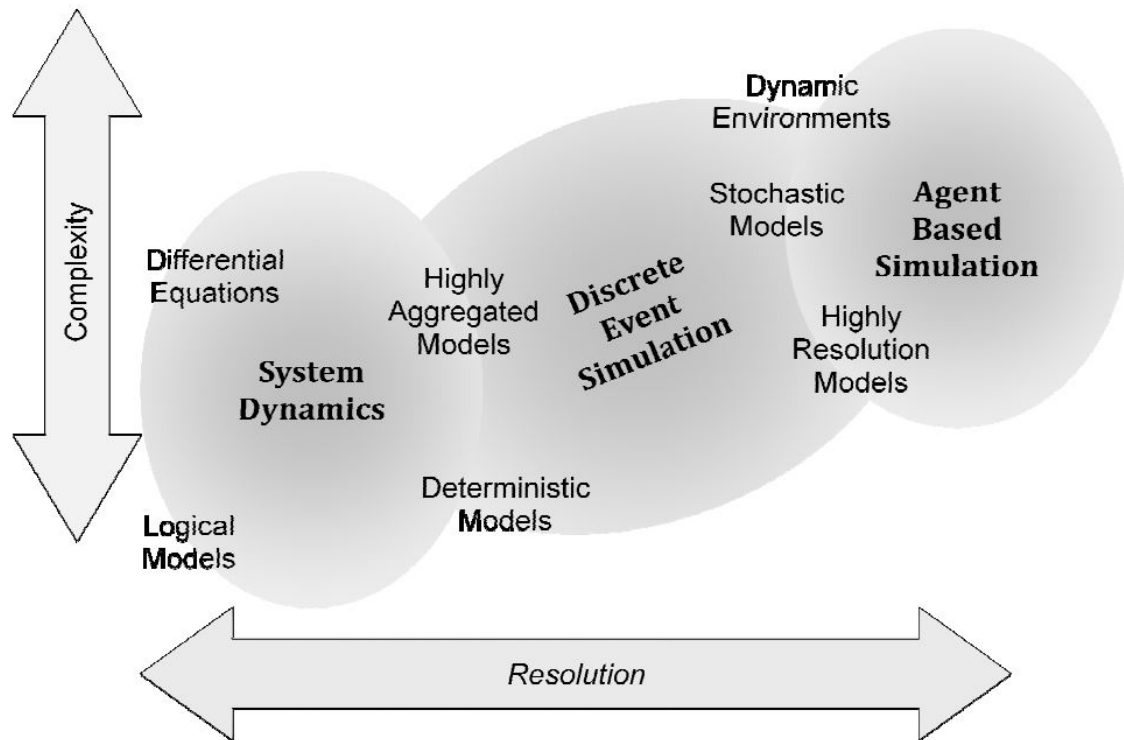 Dynamic
Environments
Stochastic
Models
Agent
Based
Simulation
Complexity
Differential
Equations
Highly
Aggregated
Models
Discrete
Event
Simulation
Highly
Resolution
Models
System
Dynamics
Deterministic
Models
Logical
Models
Resolution